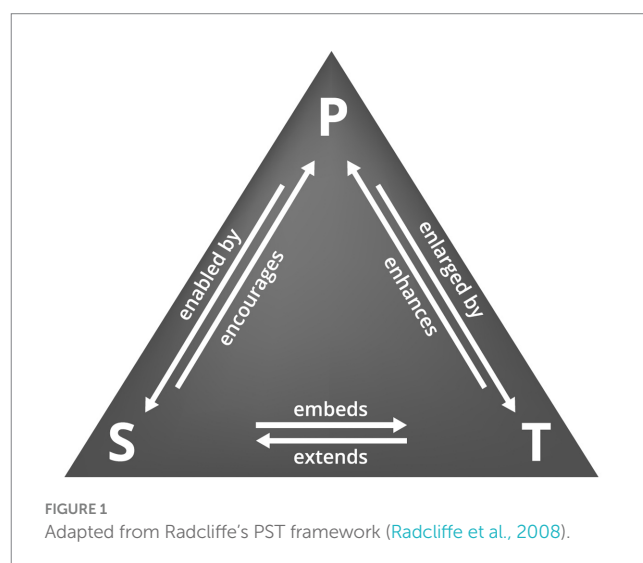 P
enabled by
encourages
enhances
enlarged by
S
embeds
extends
T
FIGURE 1
Adapted from Radcliffe's PST framework (Radcliffe et al., 2008).